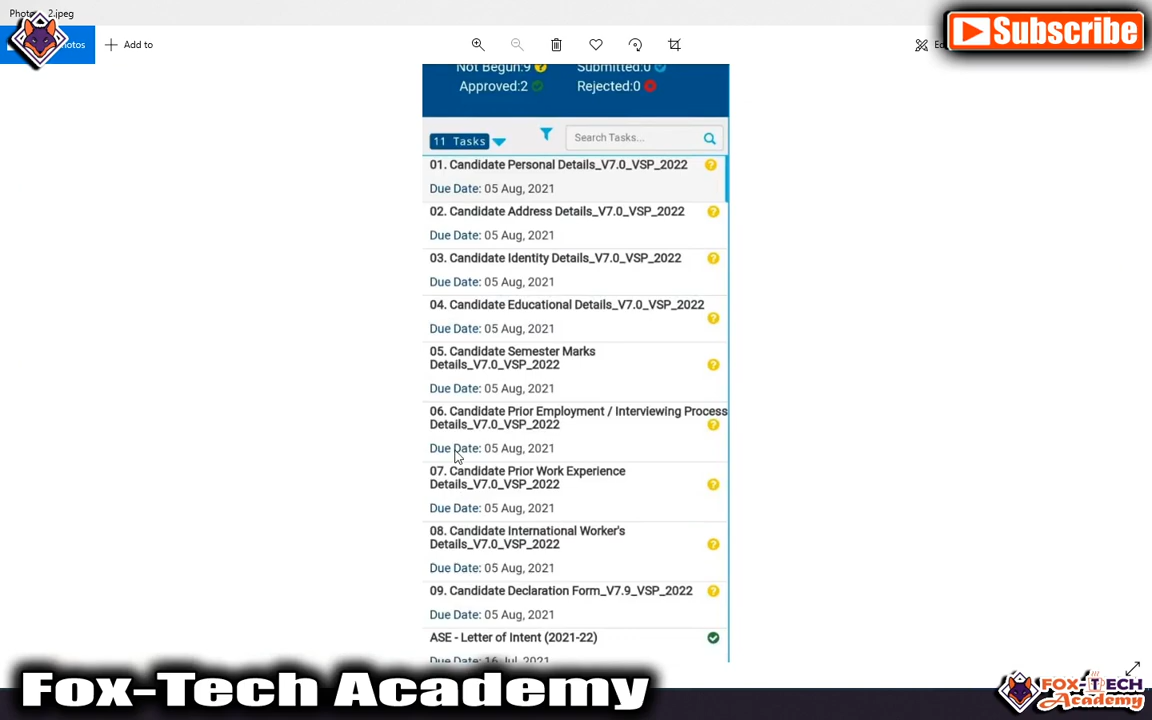 Photo 2.jpeg
Photos
Add to
Subscribe
Not Begun:9
Submitted:0
Approved:2
Rejected:0
11 Tasks
Search Tasks...
01. Candidate Personal Details_V7.0_VSP_2022
Due Date: 05 Aug, 2021
02. Candidate Address Details_V7.0_VSP_2022
Due Date: 05 Aug, 2021
03. Candidate Identity Details_V7.0_VSP_2022
Due Date: 05 Aug, 2021
04. Candidate Educational Details_V7.0_VSP_2022
Due Date: 05 Aug, 2021
05. Candidate Semester Marks
Details_V7.0_VSP_2022
Due Date: 05 Aug, 2021
06. Candidate Prior Employment / Interviewing Process
Details_V7.0_VSP_2022
Due Date: 05 Aug, 2021
07. Candidate Prior Work Experience
Details_V7.0_VSP_2022
Due Date: 05 Aug, 2021
08. Candidate International Worker's
Details_V7.0_VSP_2022
Due Date: 05 Aug, 2021
09. Candidate Declaration Form_V7.9_VSP_2022
Due Date: 05 Aug, 2021
ASE - Letter of Intent (2021-22)
Due Date: 16 Jul, 2021
Fox-Tech Academy
FOX-TECH
Academy